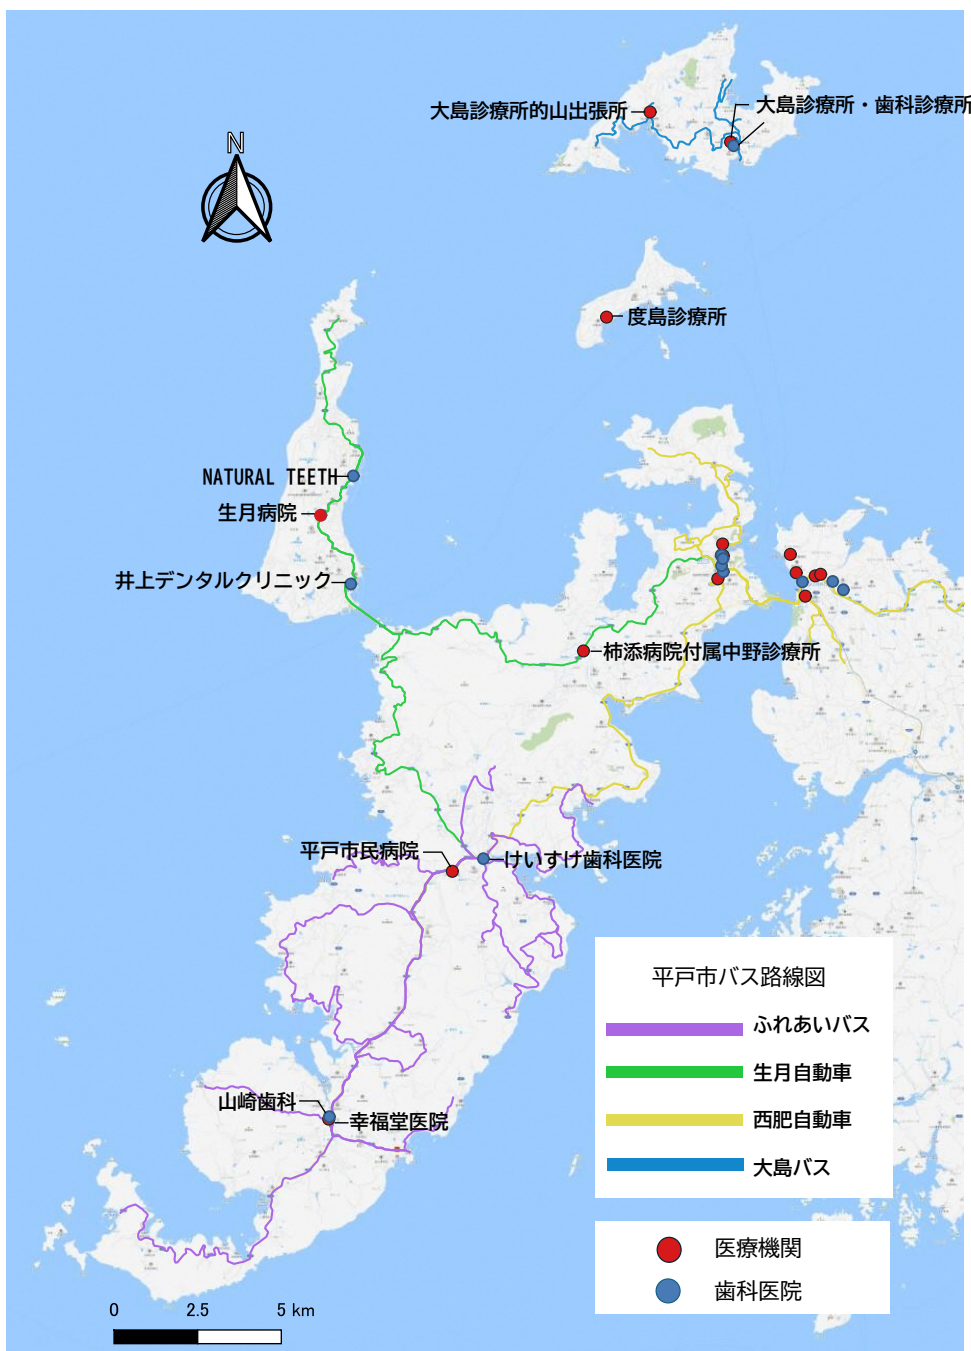 大島診療所的山出張所
大島診療所・歯科診療所
N
度島診療所
NATURAL TEETH
生月病院
井上デンタルクリニック
柿添病院付属中野診療所
平戸市民病院
けいすけ歯科医院
山崎歯科
幸福堂医院
平戸市バス路線図
ふれあいバス
生月自動車
西肥自動車
大島バス
医療機関
歯科医院
0 2.5 5 km